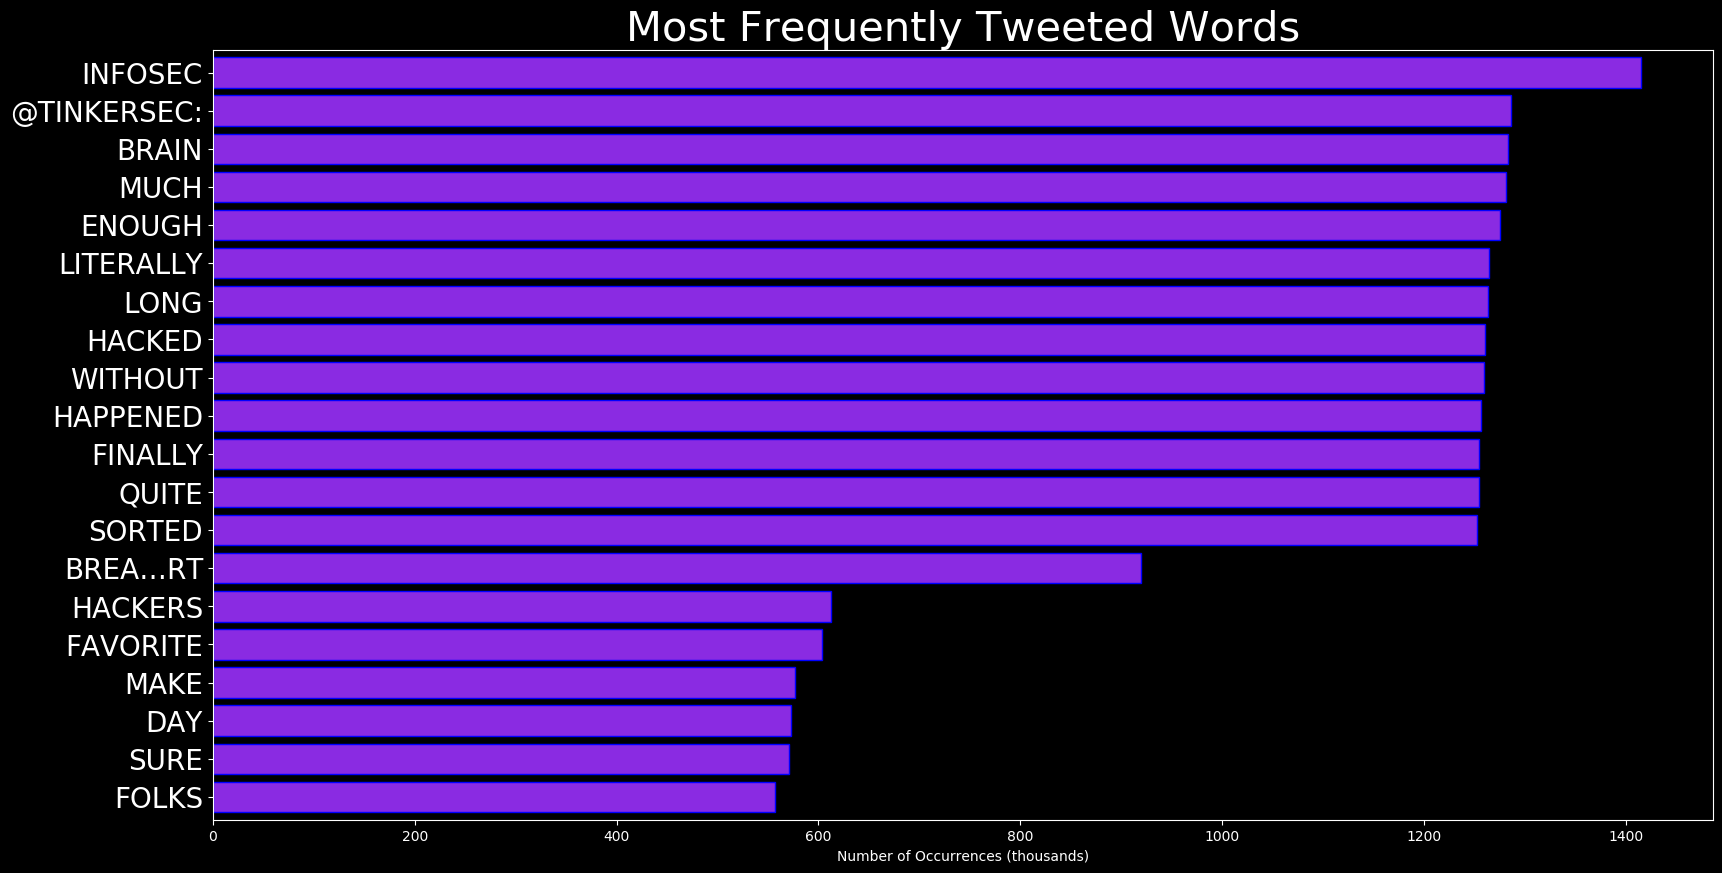 Most Frequently Tweeted Words
INFOSEC
@TINKERSEC:
BRAIN
MUCH
ENOUGH
LITERALLY
LONG
HACKED
WITHOUT
HAPPENED
FINALLY
QUITE
SORTED
BREA…RT
HACKERS
FAVORITE
MAKE
DAY
SURE
FOLKS
0 200 400 600 800 1000 1200 1400
Number of Occurrences (thousands)